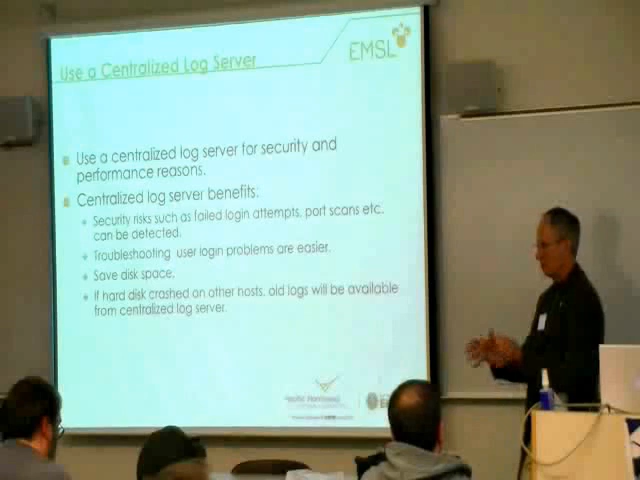 Use a Centralized Log Server
EMSL
Use a centralized log server for security and
performance reasons.
Centralized log server benefits:
Security risks such as failed login attempts, port scans etc.
can be detected.
Troubleshooting user login problems are easier.
Save disk space.
If hard disk crashed on other hosts, old logs will be available
from centralized log server.
Pacific Northwest